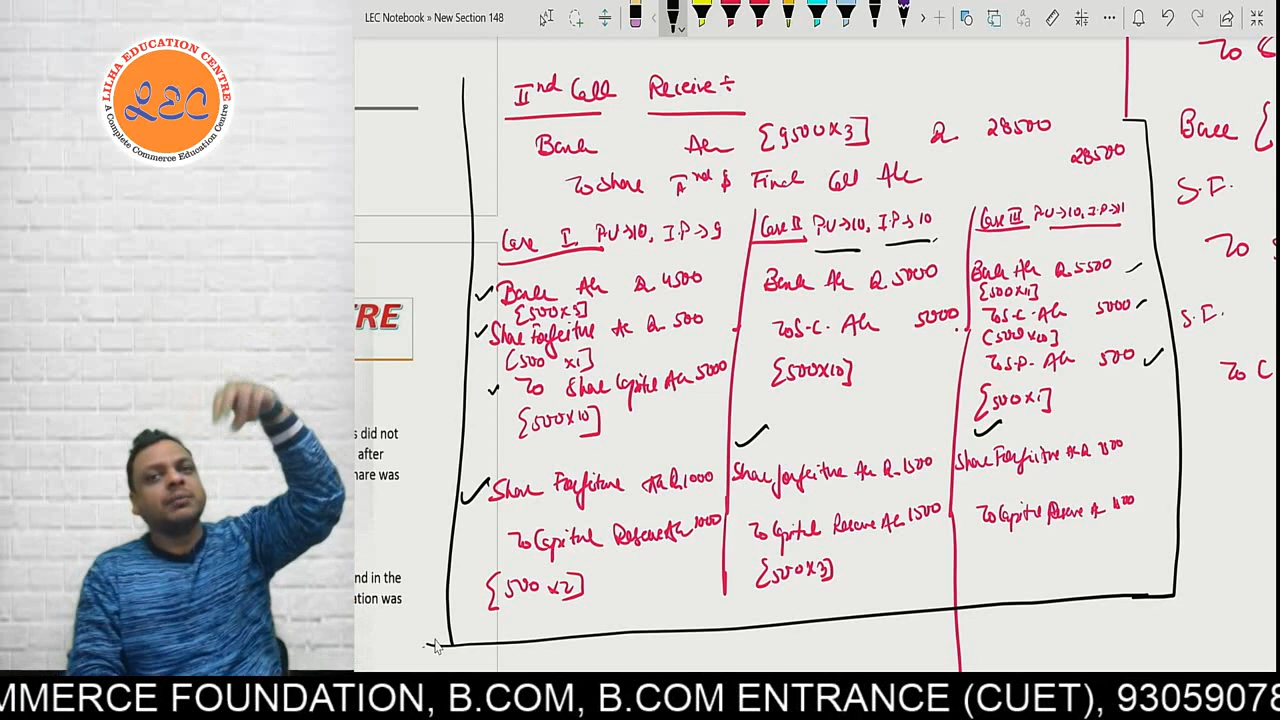 LEC Notebook » New Section 148
LILHA EDUCATION CENTRE
LEC
A Complete Commerce Education Centre
RE
s did not
after
hare was
nd in the
ation was
IInd Call Receive ÷
Bank A/c [9500x3] Dr 28500
To Share IInd & Final Call A/c 28500
Case I P.V→10, I.P→9
Bank A/c Dr 4500
Share Forfeiture A/c Dr 500
[500 x1]
To Share Capital A/c 5000
[500x10]
Share Forfeiture A/c Dr 1000
To Capital Reserve A/c 1000
[500 x2]
Case II P.V→10, I.P→10
Bank A/c Dr 5000
To S.C. A/c 5000
[500x10]
Share forfeiture A/c Dr 1500
To Capital Reserve A/c 1500
[500x3]
Case III P.V→10, I.P→11
Bank A/c Dr 5500
[500x11]
To S.C. A/c 5000
[500x10]
To S.P. A/c 500
[500x1]
Share Forfeiture A/c Dr 1500
To Capital Reserve A/c 1500
Bank
S.F.
To
S.F.
To C
MMERCE FOUNDATION, B.COM, B.COM ENTRANCE (CUET), 93059078